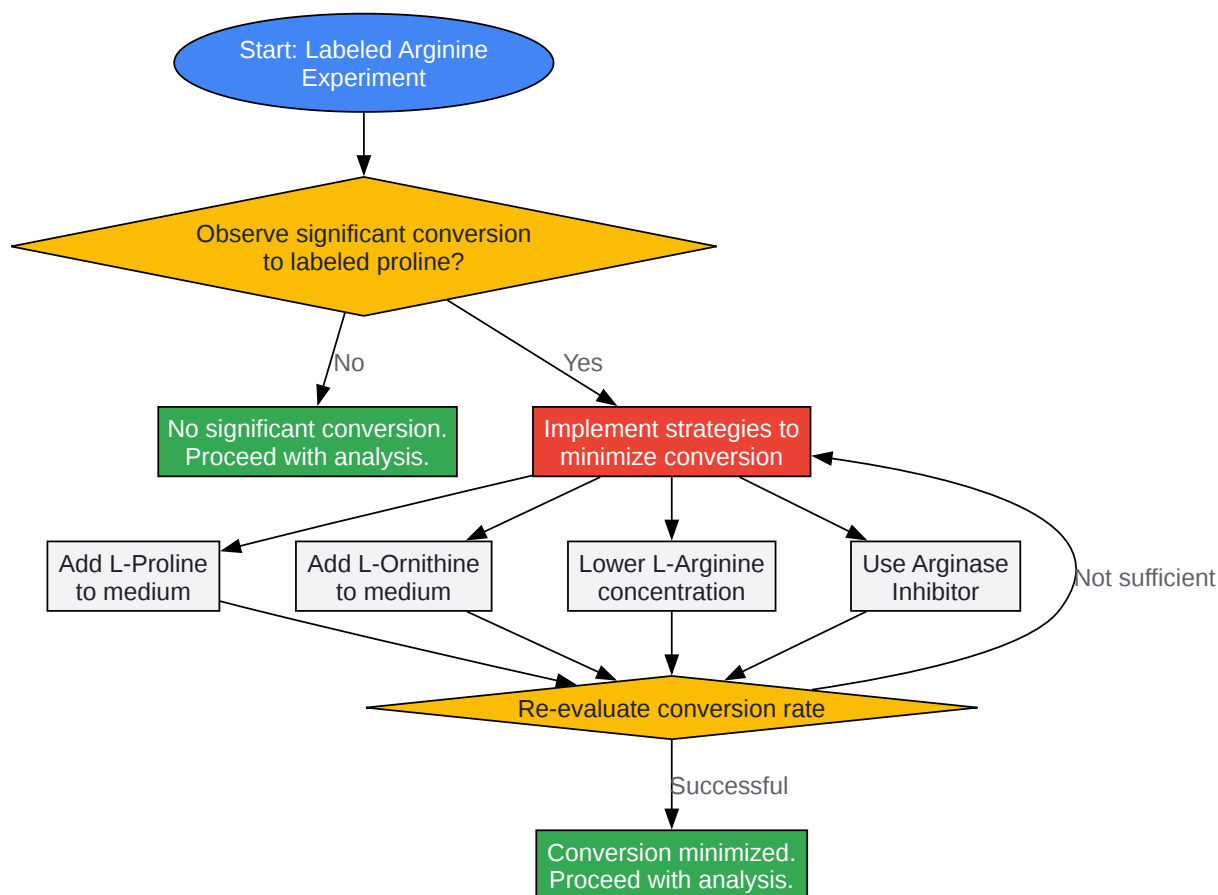 Start: Labeled Arginine
Experiment
Observe significant conversion
to labeled proline?
No
Yes
No significant conversion.
Proceed with analysis.
Implement strategies to
minimize conversion
Add L-Proline
to medium
Add L-Ornithine
to medium
Lower L-Arginine
concentration
Use Arginase
Inhibitor
Not sufficient
Re-evaluate conversion rate
Successful
Conversion minimized.
Proceed with analysis.